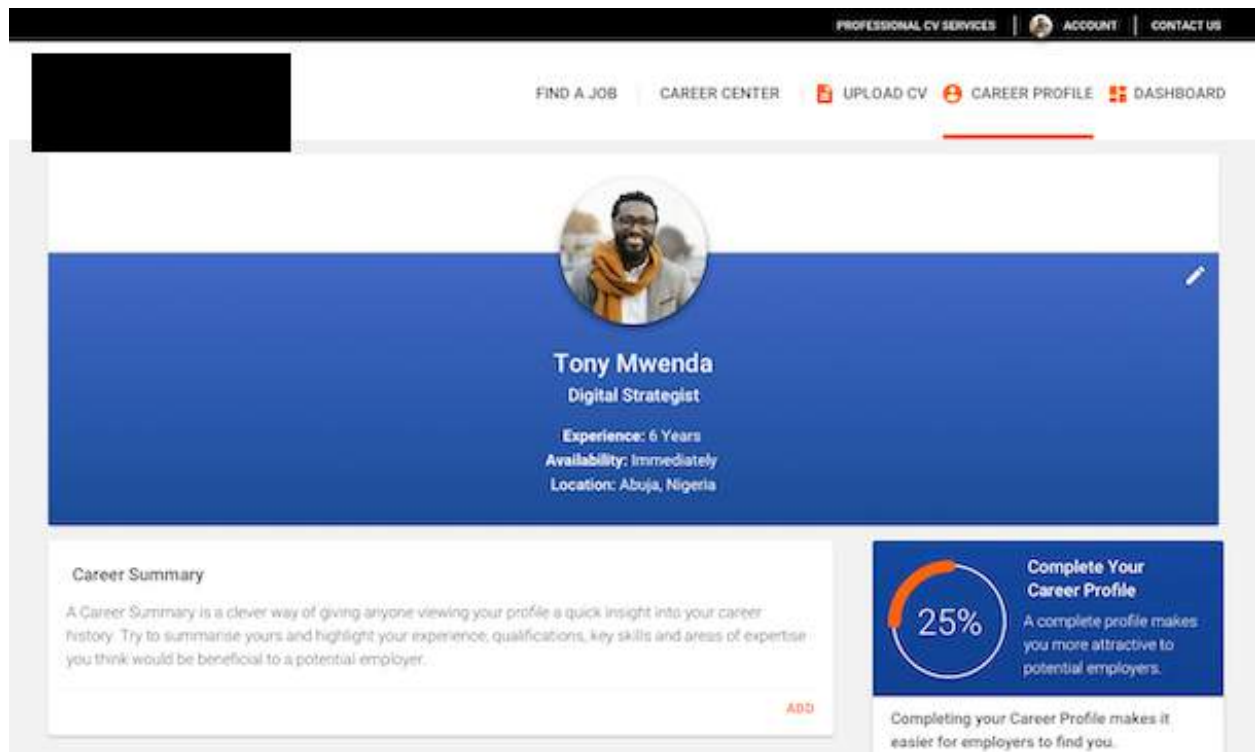 PROFESSIONAL CV SERVICES | ACCOUNT | CONTACT US
FIND A JOB CAREER CENTER UPLOAD CV CAREER PROFILE DASHBOARD
Tony Mwenda
Digital Strategist
Experience: 6 Years
Availability: Immediately
Location: Abuja, Nigeria
Career Summary
A Career Summary is a clever way of giving anyone viewing your profile a quick insight into your career
history. Try to summarise yours and highlight your experience, qualifications, key skills and areas of expertise
you think would be beneficial to a potential employer.
ADD
25%
Complete Your
Career Profile
A complete profile makes
you more attractive to
potential employers.
Completing your Career Profile makes it
easier for employers to find you.